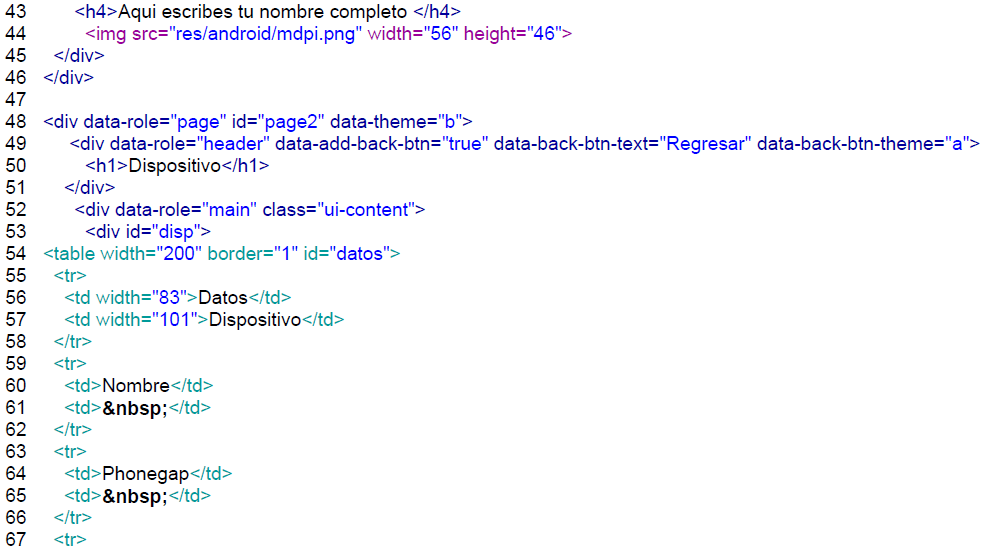 43 <h4>Aqui escribes tu nombre completo </h4>
44 <img src="res/android/mdpi.png" width="56" height="46">
45 </div>
46 </div>
47
48 <div data-role="page" id="page2" data-theme="b">
49 <div data-role="header" data-add-back-btn="true" data-back-btn-text="Regresar" data-back-btn-theme="a">
50 <h1>Dispositivo</h1>
51 </div>
52 <div data-role="main" class="ui-content">
53 <div id="disp">
54 <table width="200" border="1" id="datos">
55 <tr>
56 <td width="83">Datos</td>
57 <td width="101">Dispositivo</td>
58 </tr>
59 <tr>
60 <td>Nombre</td>
61 <td>&nbsp;</td>
62 </tr>
63 <tr>
64 <td>Phonegap</td>
65 <td>&nbsp;</td>
66 </tr>
67 <tr>